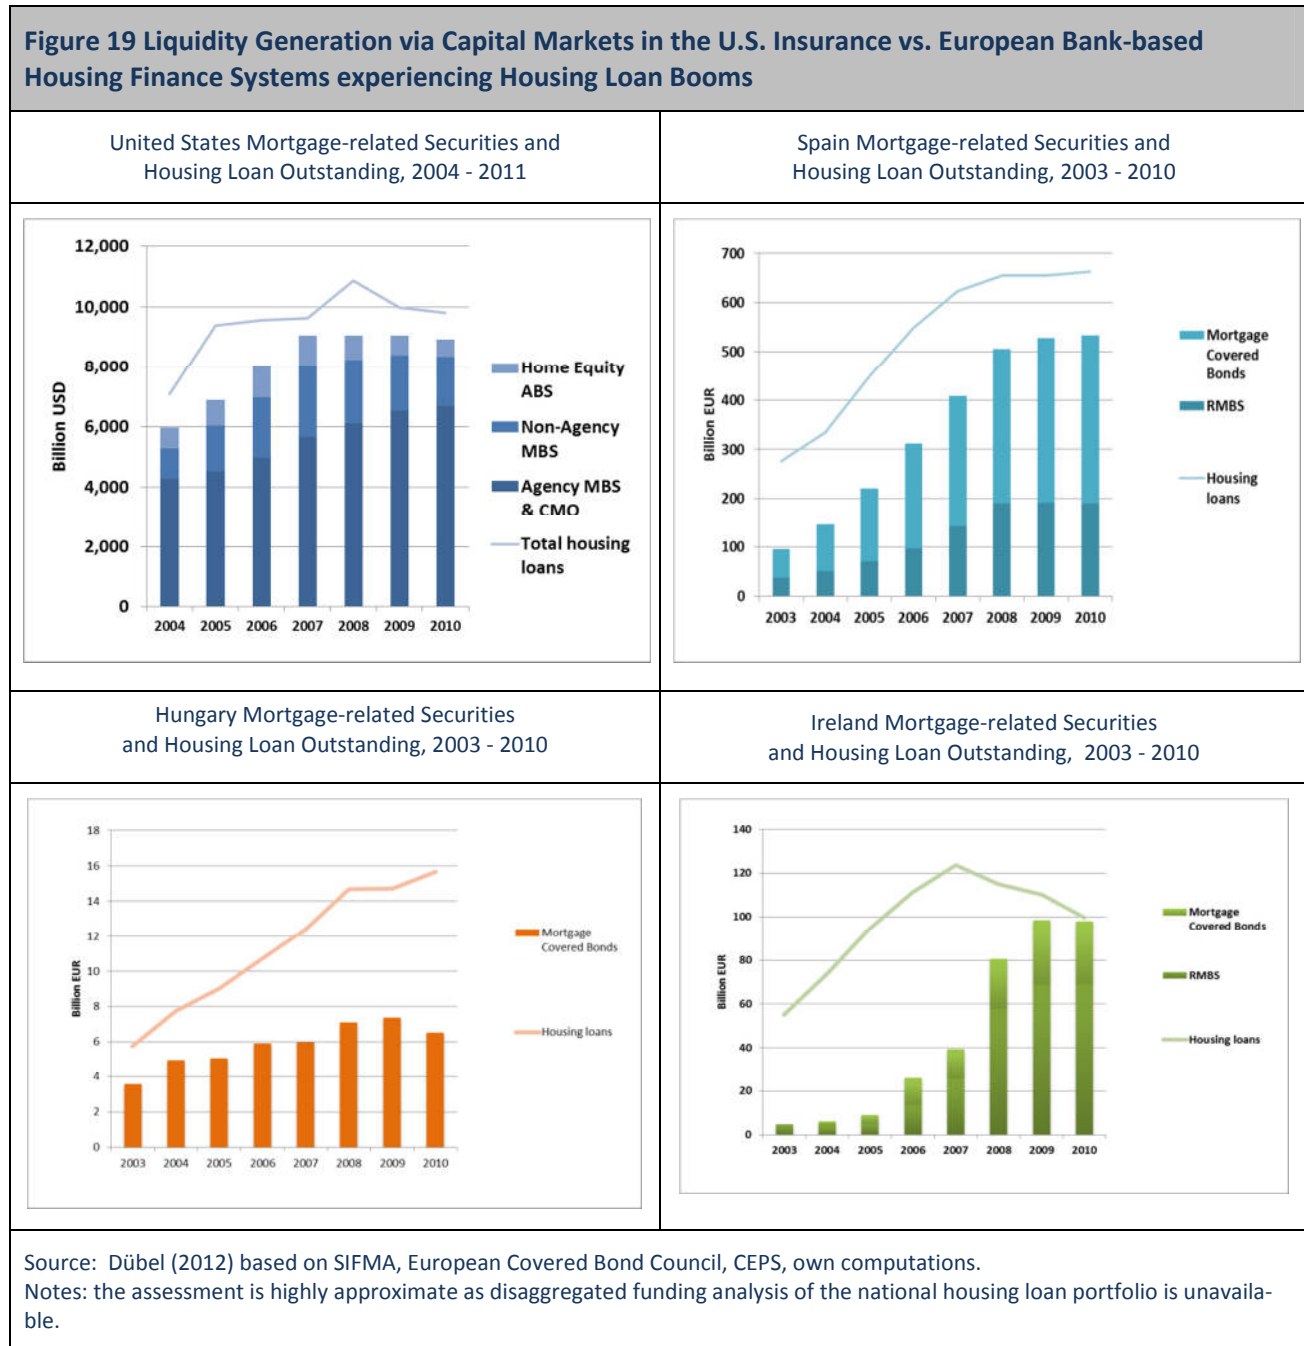 Figure 19 Liquidity Generation via Capital Markets in the U.S. Insurance vs. European Bank-based
Housing Finance Systems experiencing Housing Loan Booms
United States Mortgage-related Securities and
Housing Loan Outstanding, 2004 - 2011
Spain Mortgage-related Securities and
Housing Loan Outstanding, 2003 - 2010
12,000
10,000
8,000
6,000
4,000
2,000
0
Billion USD
2004 2005 2006 2007 2008 2009 2010
Home Equity
ABS
Non-Agency
MBS
Agency MBS
& CMO
Total housing
loans
700
600
500
400
300
200
100
0
Billion EUR
2003 2004 2005 2006 2007 2008 2009 2010
Mortgage
Covered
Bonds
RMBS
Housing
loans
Hungary Mortgage-related Securities
and Housing Loan Outstanding, 2003 - 2010
Ireland Mortgage-related Securities
and Housing Loan Outstanding, 2003 - 2010
18
16
14
12
10
8
6
4
2
0
Billion EUR
2003 2004 2005 2006 2007 2008 2009 2010
Mortgage
Covered Bonds
Housing loans
140
120
100
80
60
40
20
0
Billion EUR
2003 2004 2005 2006 2007 2008 2009 2010
Mortgage
Covered Bonds
RMBS
Housing loans
Source: Dübel (2012) based on SIFMA, European Covered Bond Council, CEPS, own computations.
Notes: the assessment is highly approximate as disaggregated funding analysis of the national housing loan portfolio is unavaila-
ble.